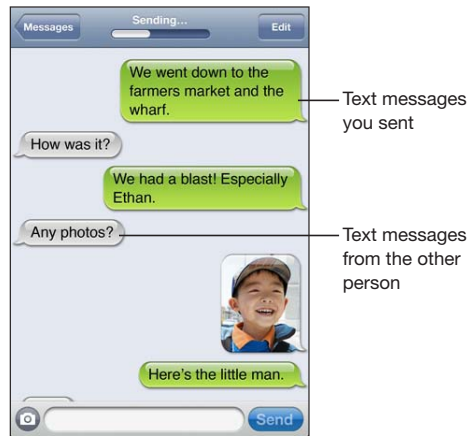 Messages
Sending...
Edit
We went down to the
farmers market and the
wharf.
Text messages
you sent
How was it?
We had a blast! Especially
Ethan.
Any photos?
Text messages
from the other
person
Here's the little man.
Send